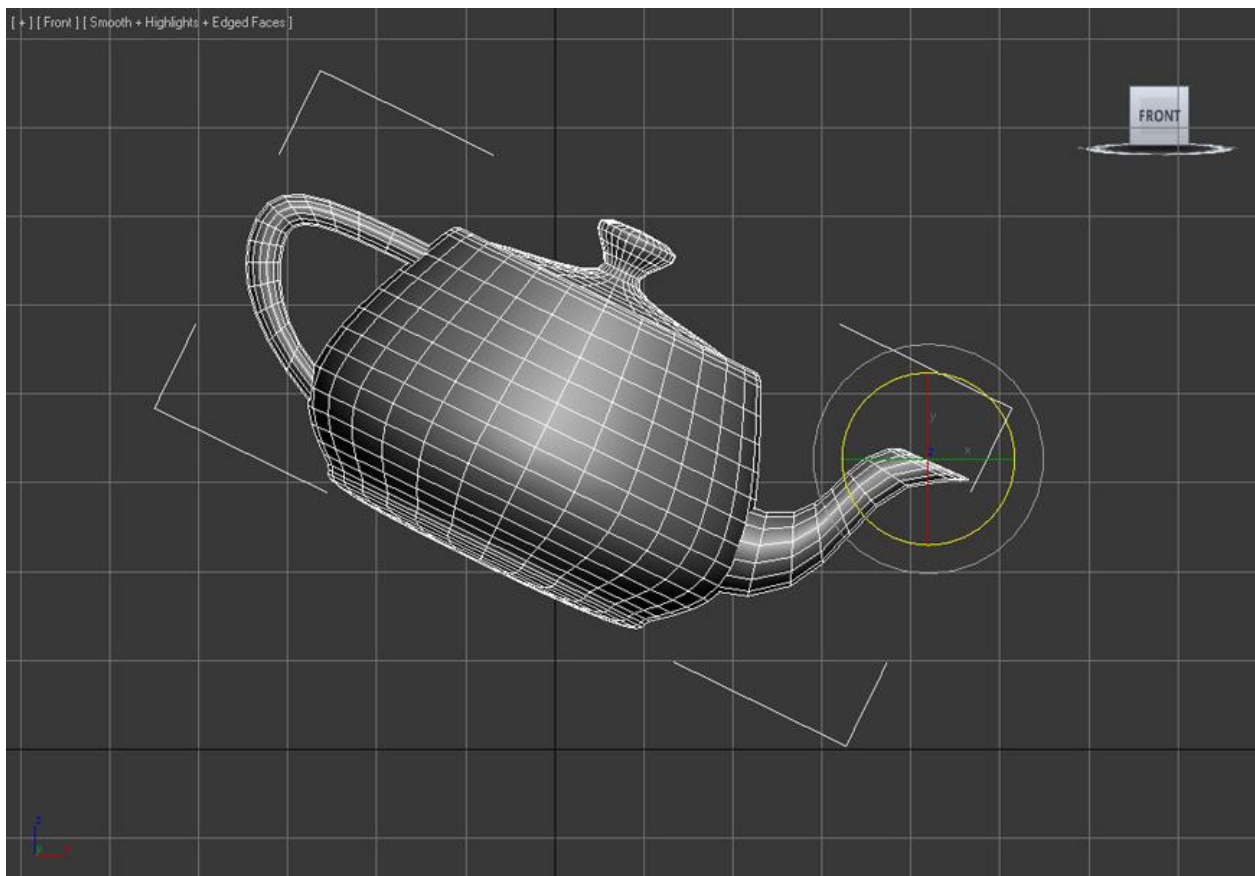 [ + ] [ Front ] [ Smooth + Highlights + Edged Faces ]
FRONT
y
x
z
z